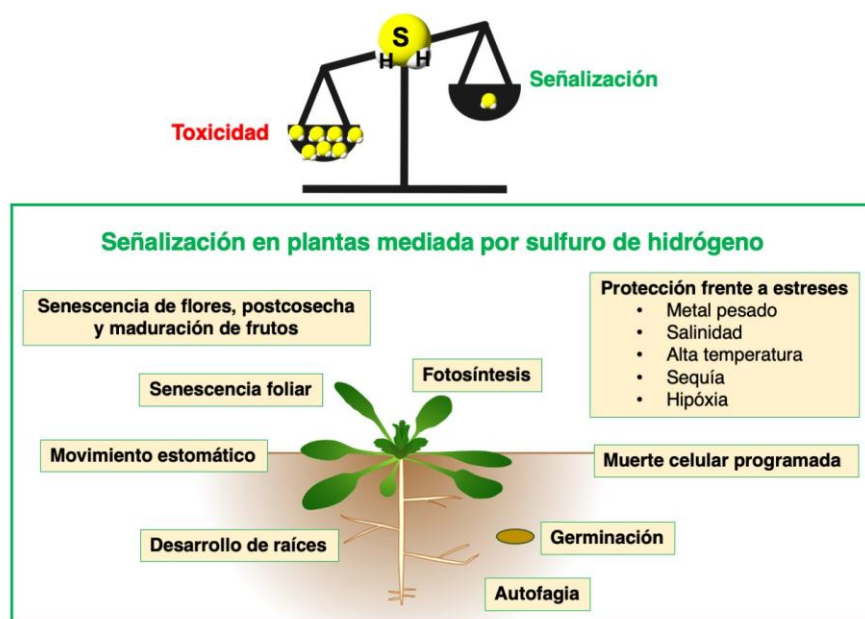 S
H H
Señalización
Toxicidad
Señalización en plantas mediada por sulfuro de hidrógeno
Senescencia de flores, postcosecha
y maduración de frutos
Protección frente a estreses
• Metal pesado
• Salinidad
• Alta temperatura
• Sequía
• Hipóxia
Senescencia foliar
Fotosíntesis
Movimiento estomático
Muerte celular programada
Desarrollo de raíces
Germinación
Autofagia